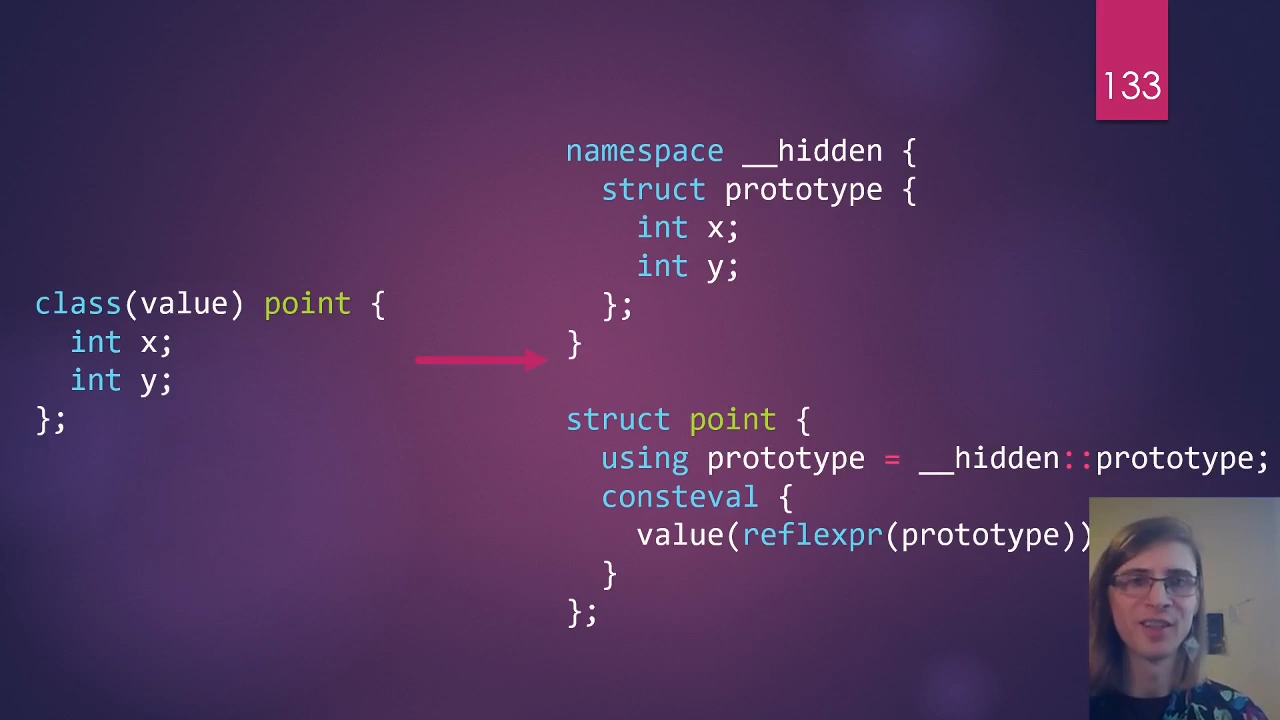 133
class(value) point {
int x;
int y;
};
namespace __hidden {
struct prototype {
int x;
int y;
};
}
struct point {
using prototype = __hidden::prototype;
consteval {
value(reflexpr(prototype))
}
};